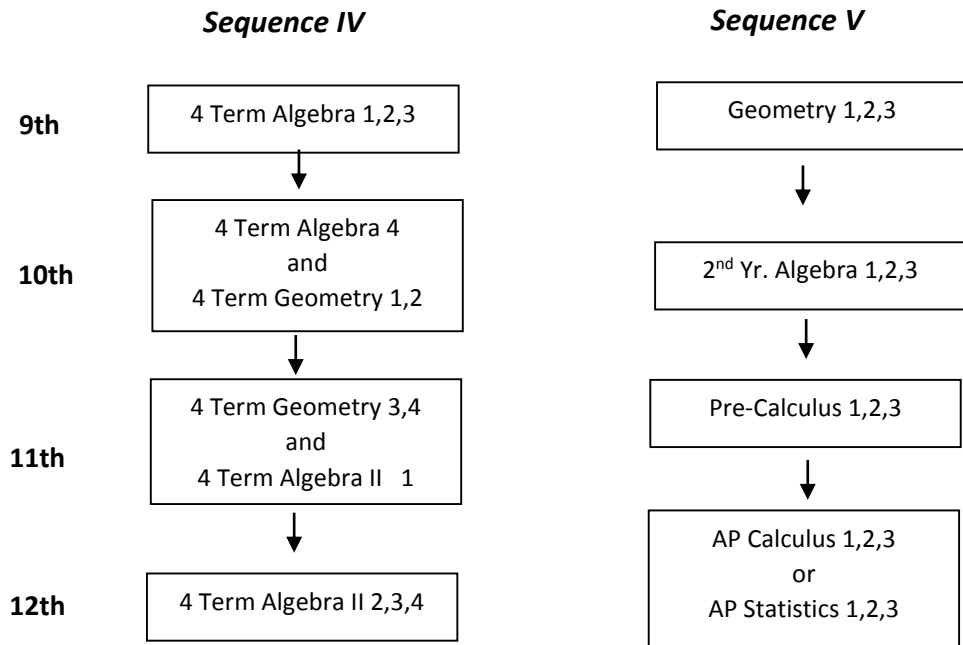 Sequence IV
Sequence V
9th
4 Term Algebra 1,2,3
Geometry 1,2,3
10th
4 Term Algebra 4
and
4 Term Geometry 1,2
2nd Yr. Algebra 1,2,3
11th
4 Term Geometry 3,4
and
4 Term Algebra II 1
Pre-Calculus 1,2,3
12th
4 Term Algebra II 2,3,4
AP Calculus 1,2,3
or
AP Statistics 1,2,3